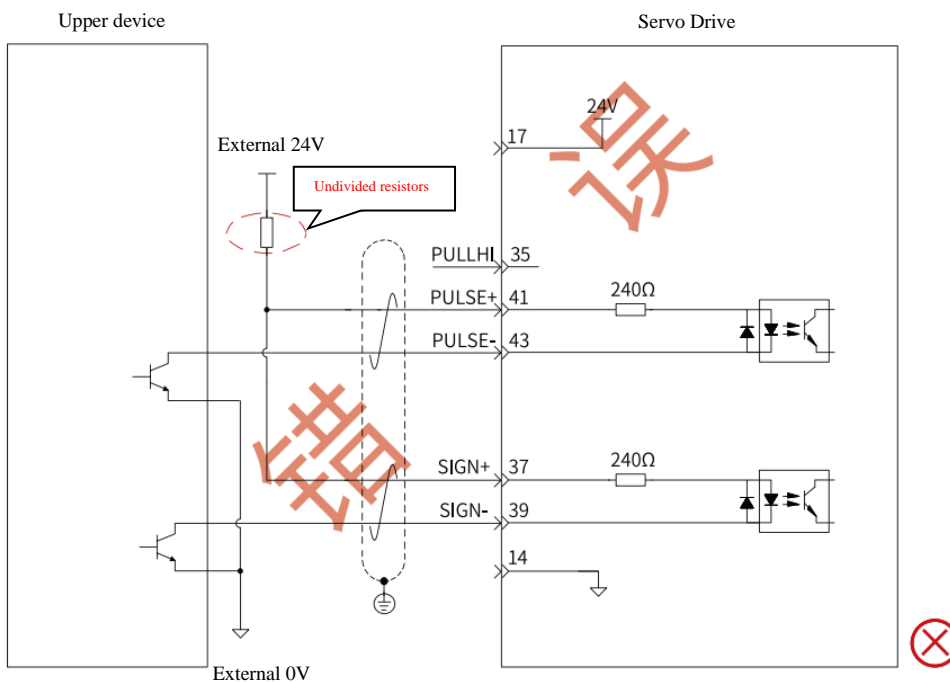 Upper device
Servo Drive
24V
17
External 24V
Undivided resistors
PULLHI 35
PULSE+ 41
240Ω
PULSE- 43
SIGN+ 37
240Ω
SIGN- 39
14
External 0V
错误